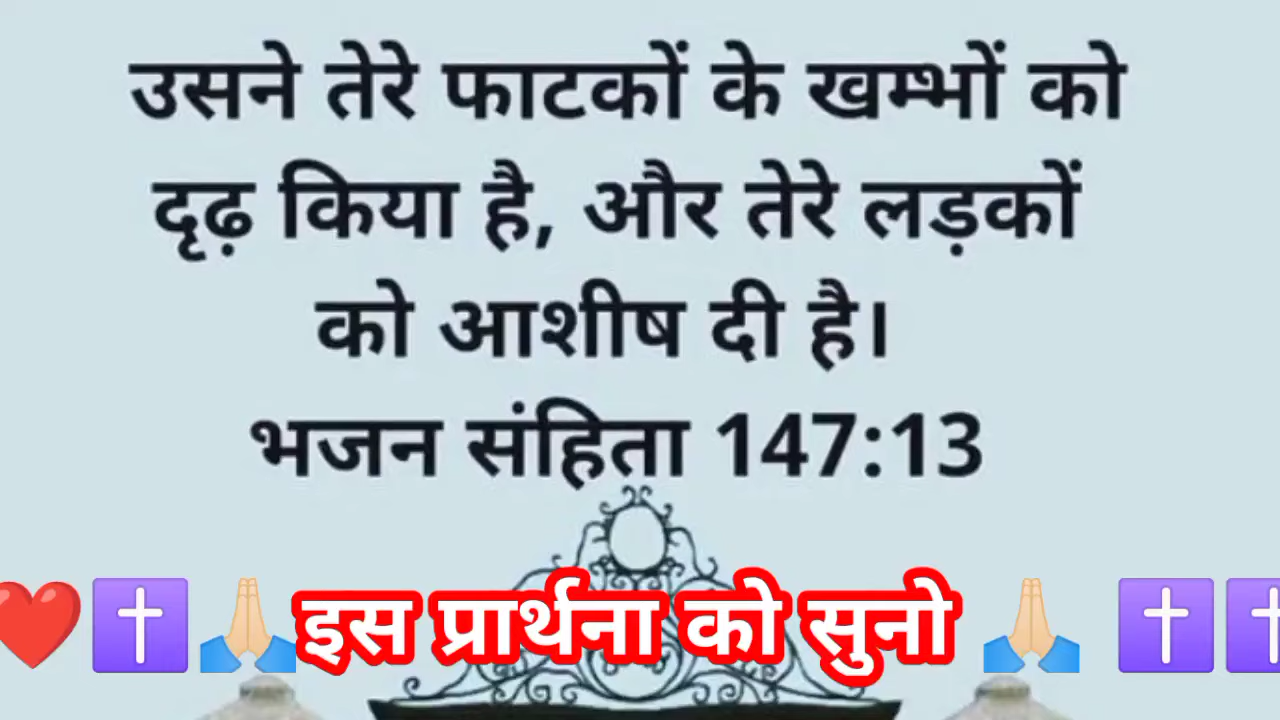 उसने तेरे फाटकों के खम्भों को
दृढ़ किया है, और तेरे लड़कों
को आशीष दी है।
भजन संहिता 147:13
❤️✝️🙏🏼इस प्रार्थना को सुनो 🙏🏼 ✝️✝️